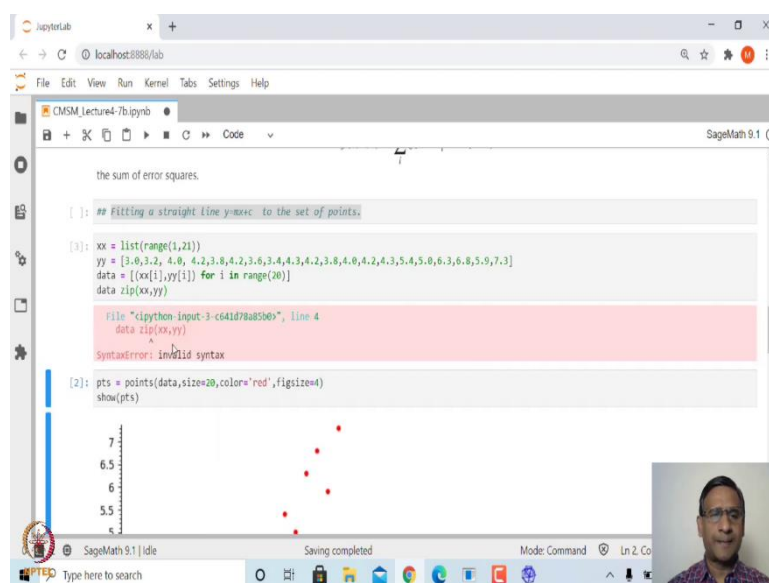 JupyterLab
localhost:8888/lab
File Edit View Run Kernel Tabs Settings Help
CMSM_Lecture4-7b.ipynb
Code
SageMath 9.1
the sum of error squares.
[ ]: ## Fitting a straight line y=mx+c to the set of points.
[3]: xx = list(range(1,21))
yy = [3.0,3.2, 4.0, 4.2,3.8,4.2,3.6,3.4,4.3,4.2,3.8,4.0,4.2,4.3,5.4,5.0,6.3,6.8,5.9,7.3]
data = [(xx[i],yy[i]) for i in range(20)]
data zip(xx,yy)
File "<ipython-input-3-c641d78a85b0>", line 4
data zip(xx,yy)
^
SyntaxError: invalid syntax
[2]: pts = points(data,size=20,color='red',figsize=4)
show(pts)
7
6.5
6
5.5
5
SageMath 9.1 | Idle Saving completed Mode: Command Ln 2, Co
NPTEL Type here to search